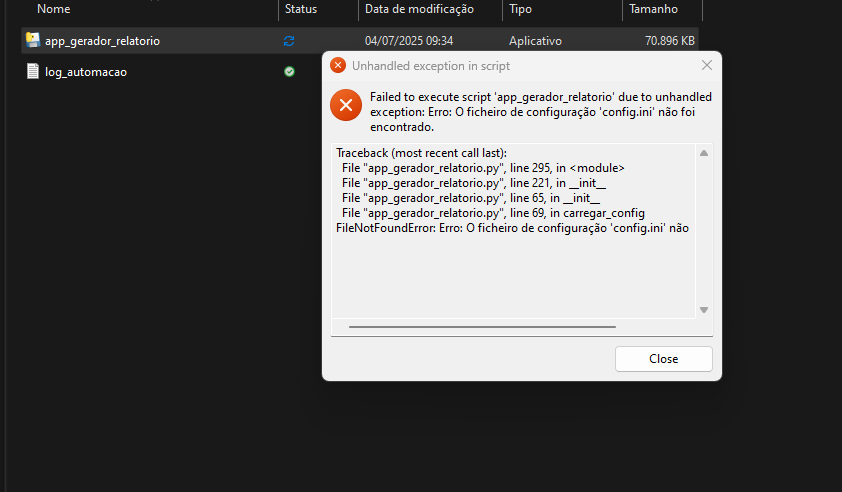 Nome Status Data de modificação Tipo Tamanho
app_gerador_relatorio 04/07/2025 09:34 Aplicativo 70.896 KB
log_automacao
Unhandled exception in script
Failed to execute script 'app_gerador_relatorio' due to unhandled
exception: Erro: O ficheiro de configuração 'config.ini' não foi
encontrado.
Traceback (most recent call last):
File "app_gerador_relatorio.py", line 295, in <module>
File "app_gerador_relatorio.py", line 221, in __init__
File "app_gerador_relatorio.py", line 65, in __init__
File "app_gerador_relatorio.py", line 69, in carregar_config
FileNotFoundError: Erro: O ficheiro de configuração 'config.ini' não
Close